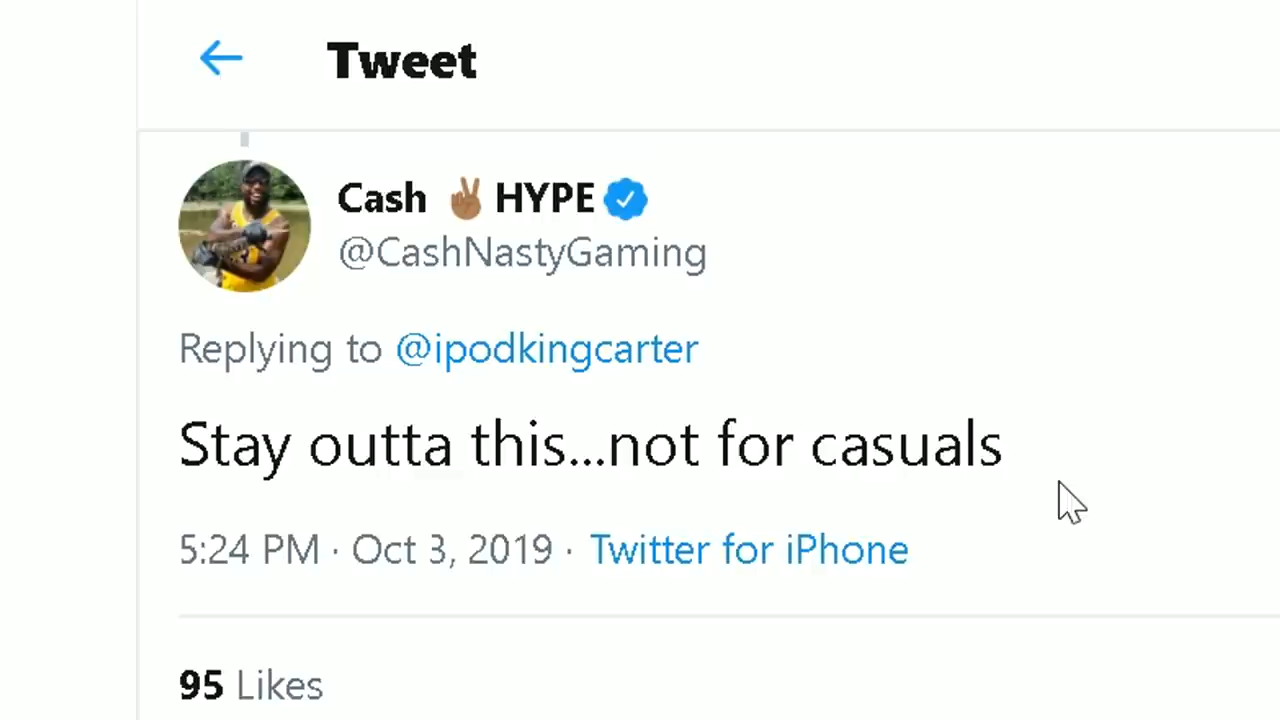 Tweet
Cash ✌🏾 HYPE
@CashNastyGaming
Replying to @ipodkingcarter
Stay outta this...not for casuals
5:24 PM · Oct 3, 2019 · Twitter for iPhone
95 Likes